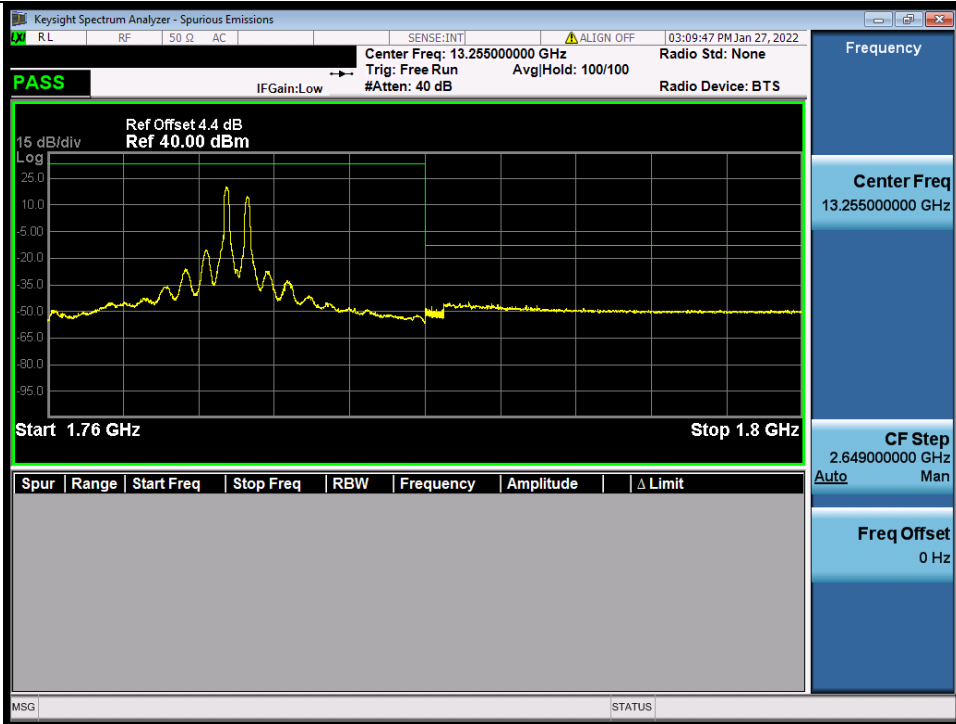 Keysight Spectrum Analyzer - Spurious Emissions
LXI RL RF 50 Ω AC SENSE:INT ALIGN OFF 03:09:47 PM Jan 27, 2022
Center Freq: 13.255000000 GHz Radio Std: None
Trig: Free Run Avg|Hold: 100/100
PASS IFGain:Low #Atten: 40 dB Radio Device: BTS
Ref Offset 4.4 dB
15 dB/div Ref 40.00 dBm
Log
25.0
10.0
-5.00
-20.0
-35.0
-50.0
-65.0
-80.0
-95.0
Start 1.76 GHz Stop 1.8 GHz
Spur Range Start Freq Stop Freq RBW Frequency Amplitude Δ Limit
Frequency
Center Freq
13.255000000 GHz
CF Step
2.649000000 GHz
Auto Man
Freq Offset
0 Hz
MSG STATUS